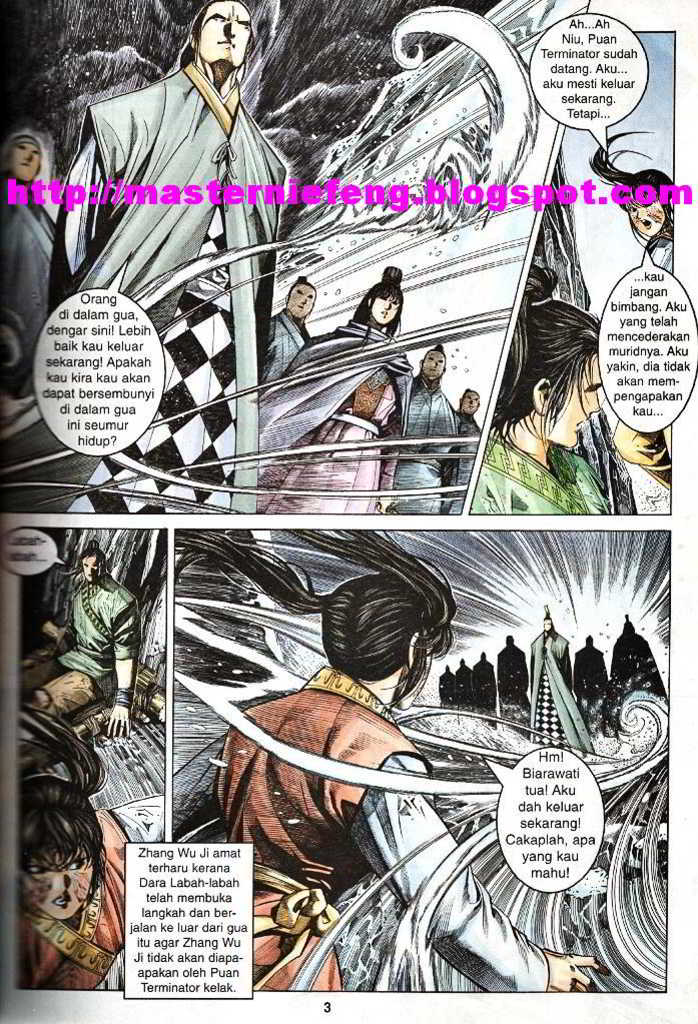 Ah...Ah
Niu, Puan
Terminator sudah
datang. Aku...
aku mesti keluar
sekarang.
Tetapi...
http://masterniefeng.blogspot.com
...kau
jangan
bimbang. Aku
yang telah
mencederakan
muridnya. Aku
yakin, dia tidak
akan mem-
pengapakan
kau...
Orang
di dalam gua,
dengar sini! Lebih
baik kau keluar
sekarang! Apakah
kau kira kau akan
dapat bersembunyi
di dalam gua
ini seumur
hidup?
Labah-
labah...
Hm!
Biarawati
tua! Aku
dah keluar
sekarang!
Cakaplah, apa
yang kau
mahu!
Zhang Wu Ji amat
terharu kerana
Dara Labah-labah
telah membuka
langkah dan ber-
jalan ke luar dari gua
itu agar Zhang Wu
Ji tidak akan diapa-
apakan oleh Puan
Terminator kelak.
3